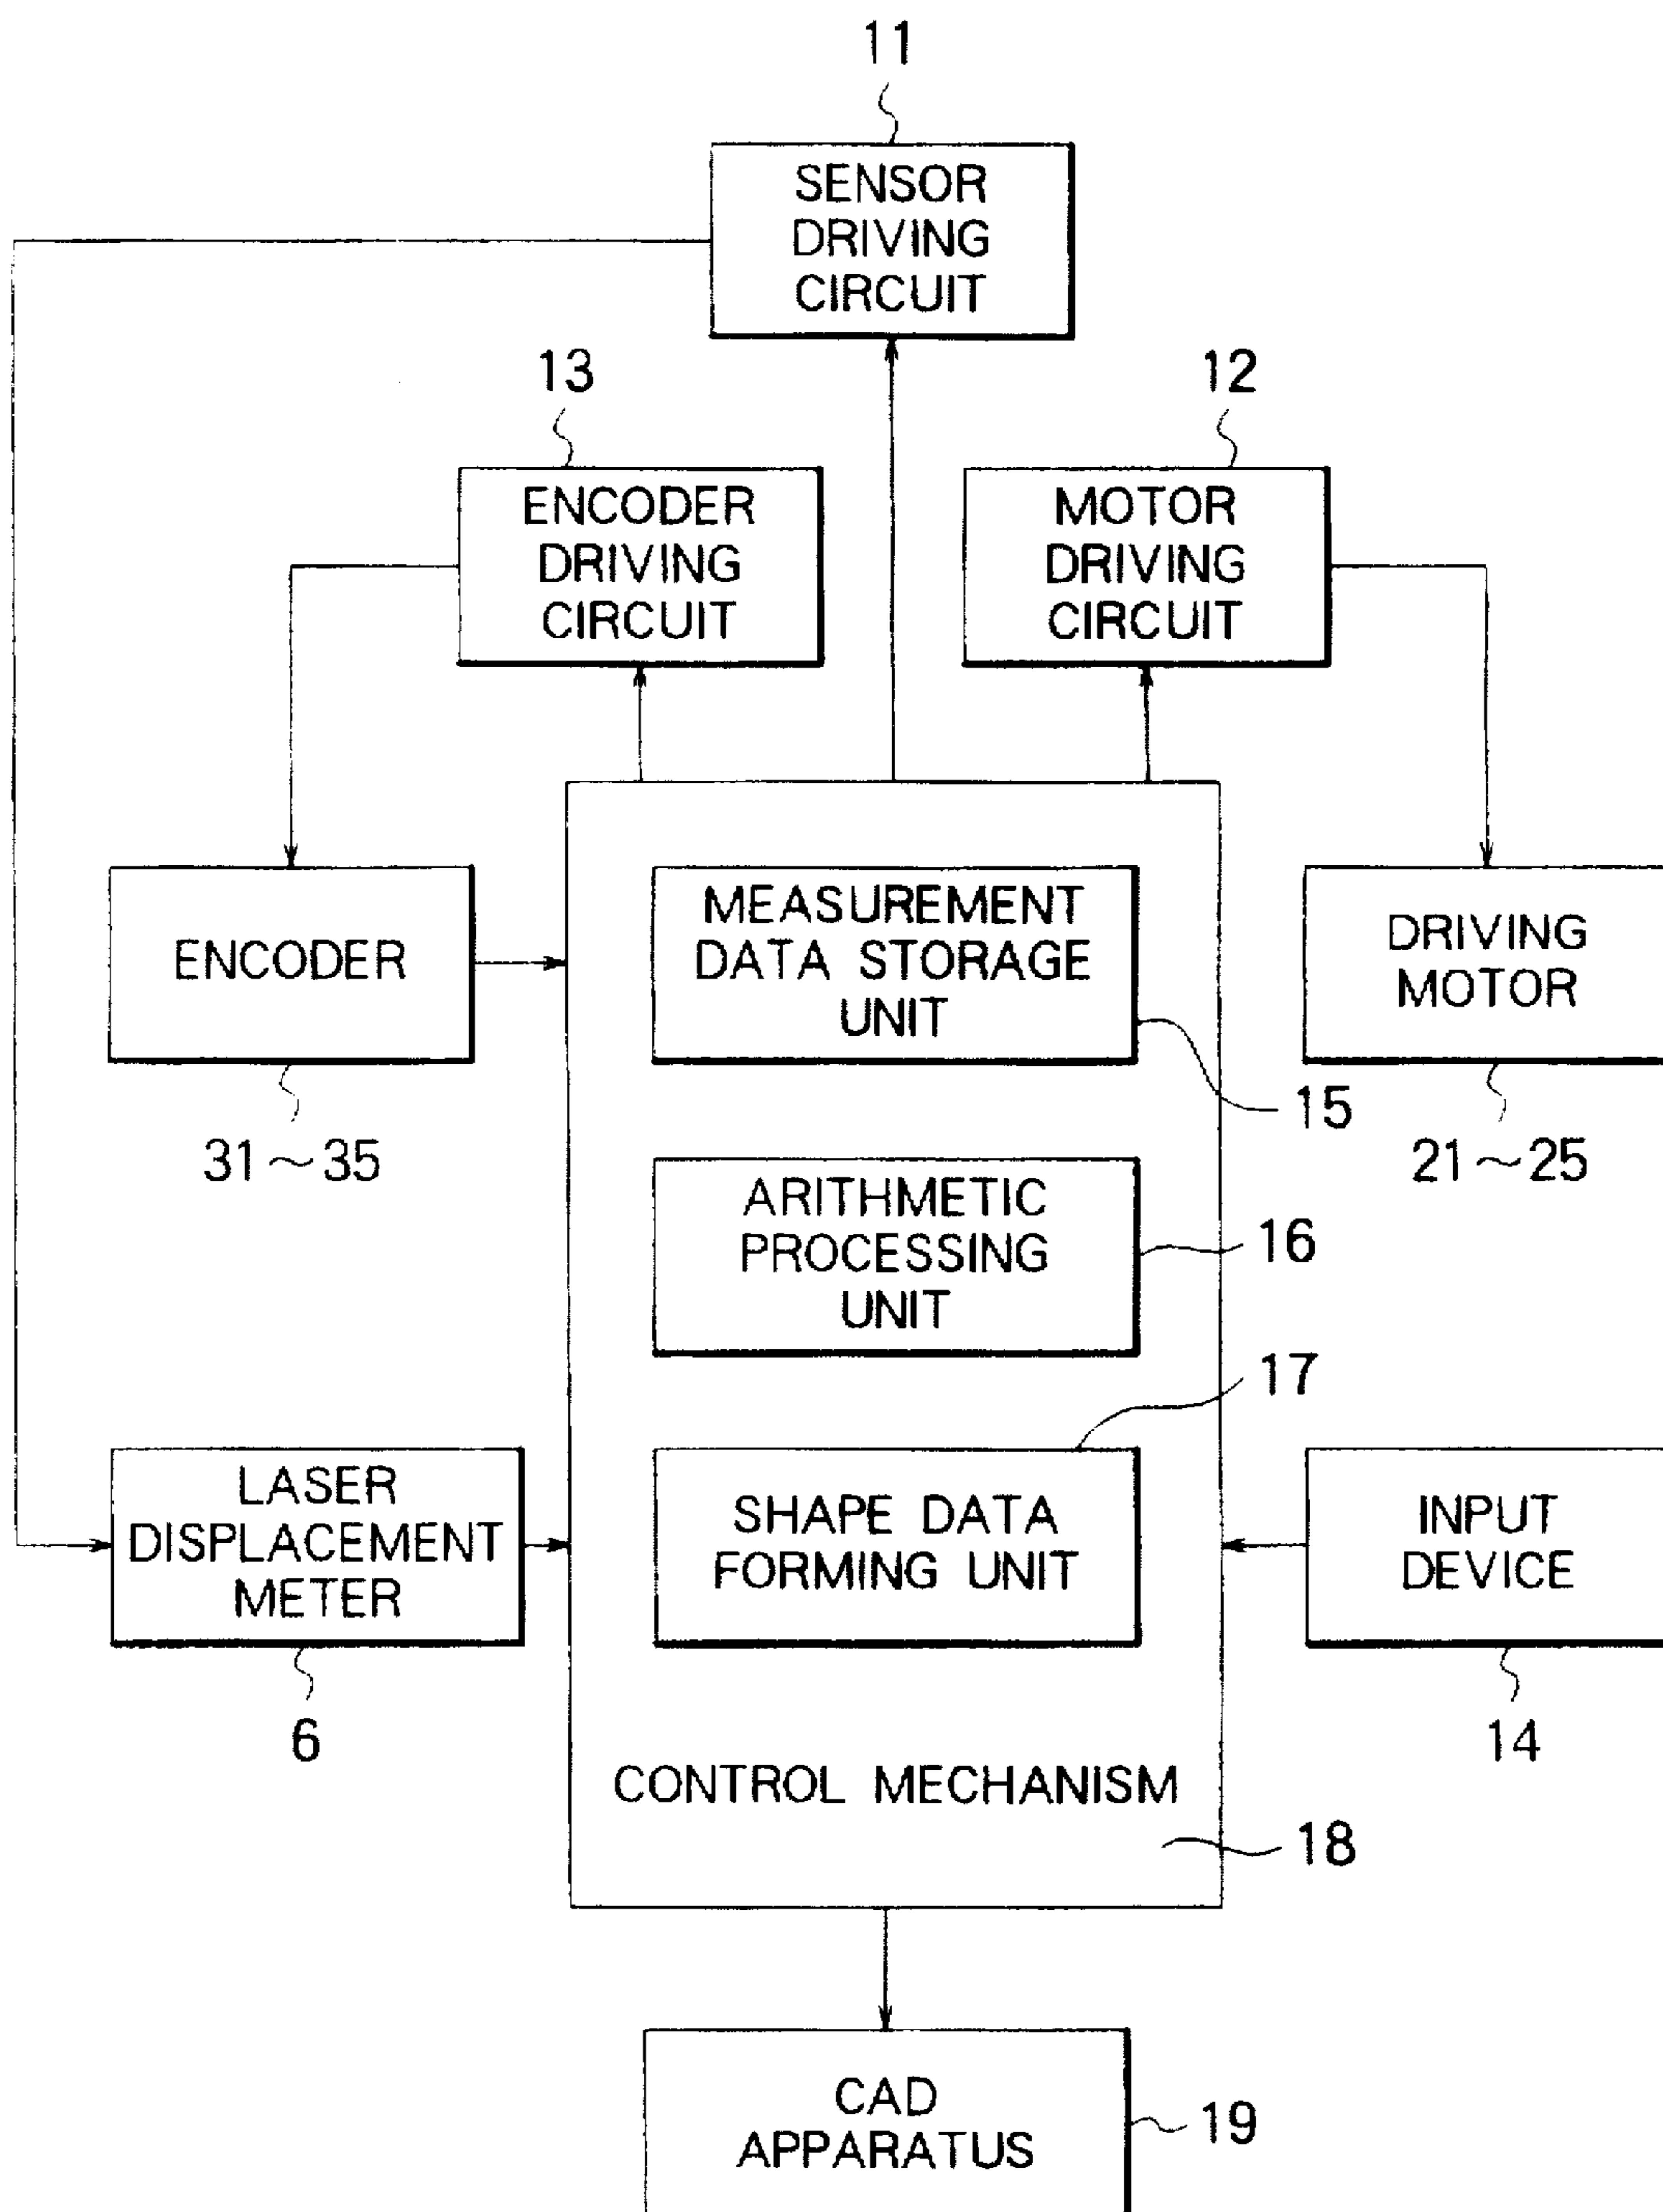 11
SENSOR
DRIVING
CIRCUIT
13
12
ENCODER
DRIVING
CIRCUIT
MOTOR
DRIVING
CIRCUIT
ENCODER
31~35
MEASUREMENT
DATA STORAGE
UNIT
15
DRIVING
MOTOR
21~25
ARITHMETIC
PROCESSING
UNIT
16
17
LASER
DISPLACEMENT
METER
6
SHAPE DATA
FORMING UNIT
INPUT
DEVICE
14
CONTROL MECHANISM
18
CAD
APPARATUS
19